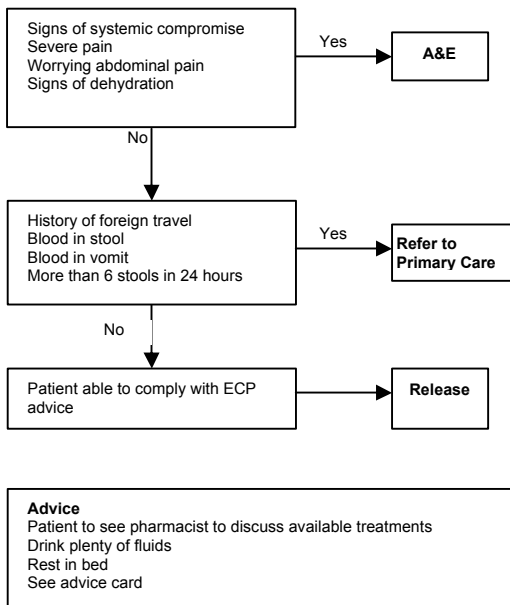 Signs of systemic compromise
Severe pain
Worrying abdominal pain
Signs of dehydration
Yes
A&E
No
History of foreign travel
Blood in stool
Blood in vomit
More than 6 stools in 24 hours
Yes
Refer to
Primary Care
No
Patient able to comply with ECP
advice
Release
Advice
Patient to see pharmacist to discuss available treatments
Drink plenty of fluids
Rest in bed
See advice card